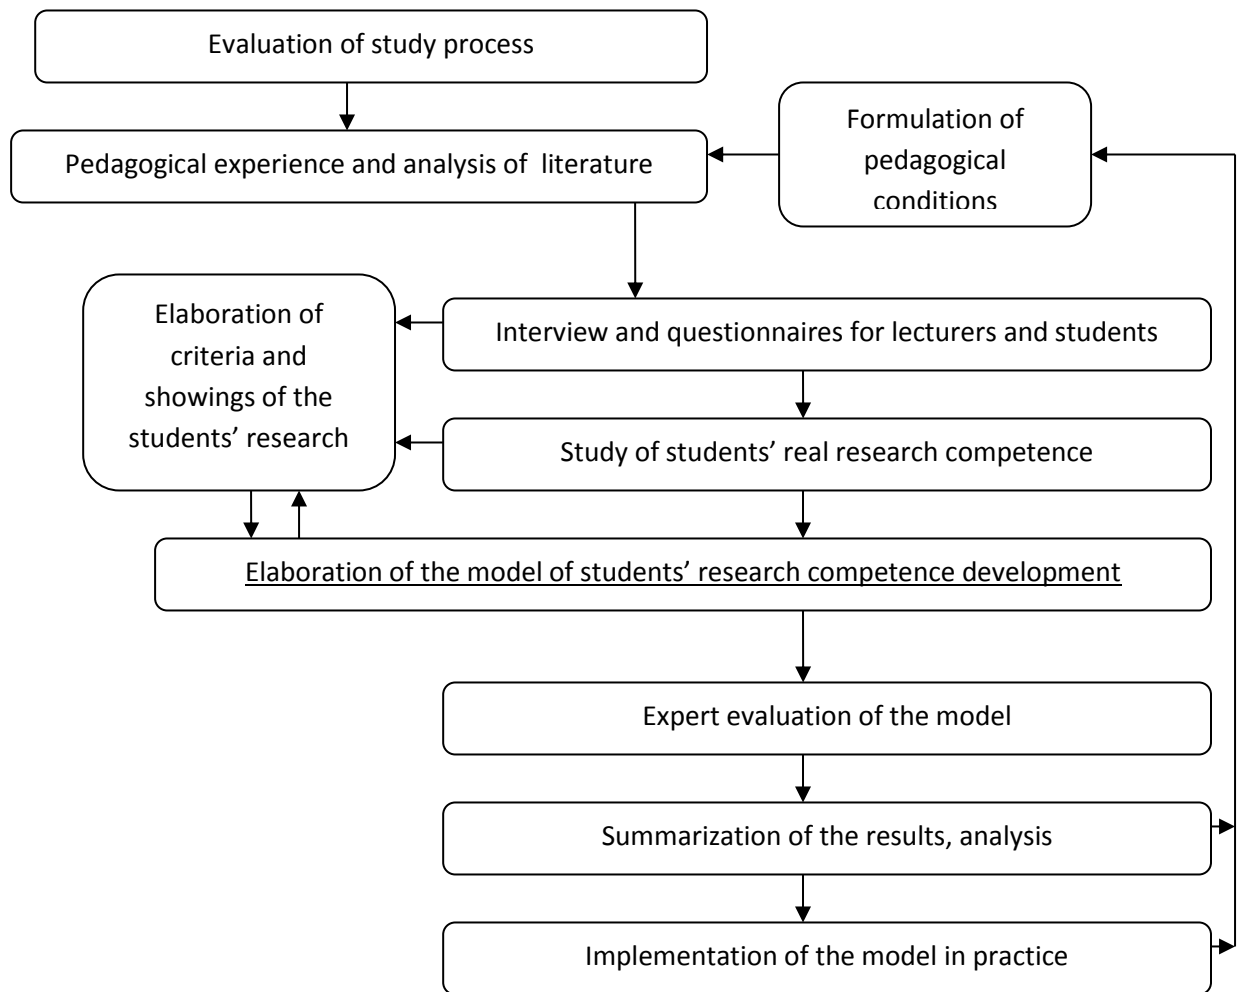 Evaluation of study process
Formulation of
pedagogical
conditions
Pedagogical experience and analysis of literature
Elaboration of
criteria and
showings of the
students’ research
Interview and questionnaires for lecturers and students
Study of students’ real research competence
Elaboration of the model of students’ research competence development
Expert evaluation of the model
Summarization of the results, analysis
Implementation of the model in practice